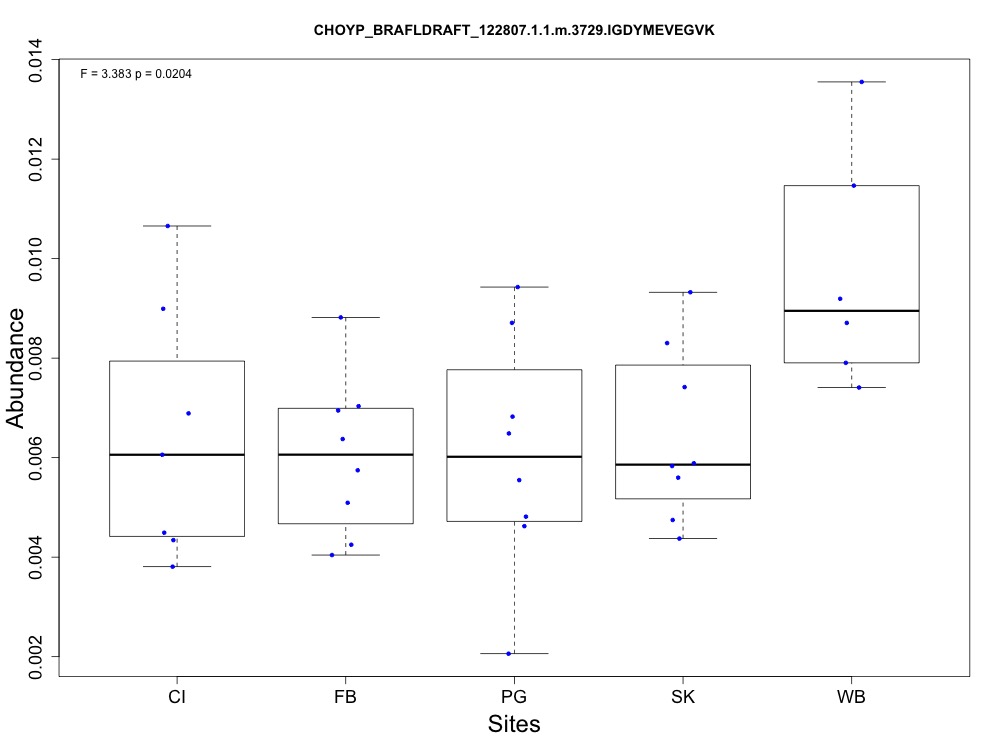 CHOYP_BRAFLDRAFT_122807.1.1.m.3729.IGDYMEVEGVK
F = 3.383 p = 0.0204
0.014
0.012
0.010
0.008
0.006
0.004
0.002
Abundance
CI FB PG SK WB
Sites